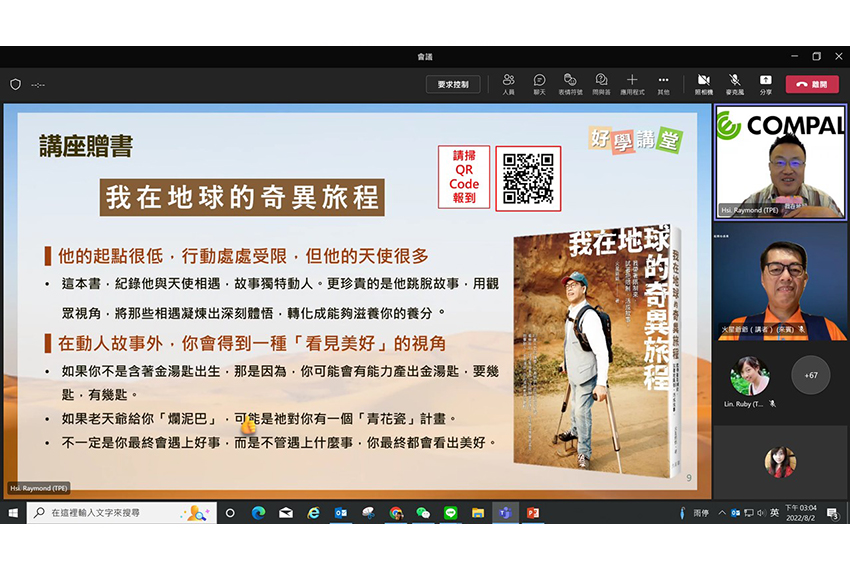 會議
--:--
要求控制
人員
聊天
表情符號
問與答
應用程式
其他
照相機
麥克風
分享
離開
講座贈書
好學講堂
請掃
QR
Code
報到
我在地球的奇異旅程
他的起點很低,行動處處受限,但他的天使很多
• 這本書,紀錄他與天使相遇,故事獨特動人。更珍貴的是他跳脫故事,用觀
眾視角,將那些相遇凝煉出深刻體悟,轉化成能夠滋養你的養分。
在動人故事外,你會得到一種「看見美好」的視角
• 如果你不是含著金湯匙出生,那是因為,你可能會有能力產出金湯匙,要幾
匙,有幾匙。
• 如果老天爺給你「爛泥巴」,可能是祂對你有一個「青花瓷」計畫。
• 不一定是你最終會遇上好事,而是不管遇上什麼事,你最終都會看出美好。
我在地球
的奇異旅程
我在地球的奇異旅程
9
Hsi. Raymond (TPE)
COMPAL
Hsi. Raymond (TPE)
火星爺爺 (講者) (來賓)
Lin, Ruby (T...
+67
在這裡輸入文字來搜尋
雨停
英
下午 03:04
2022/8/2
3